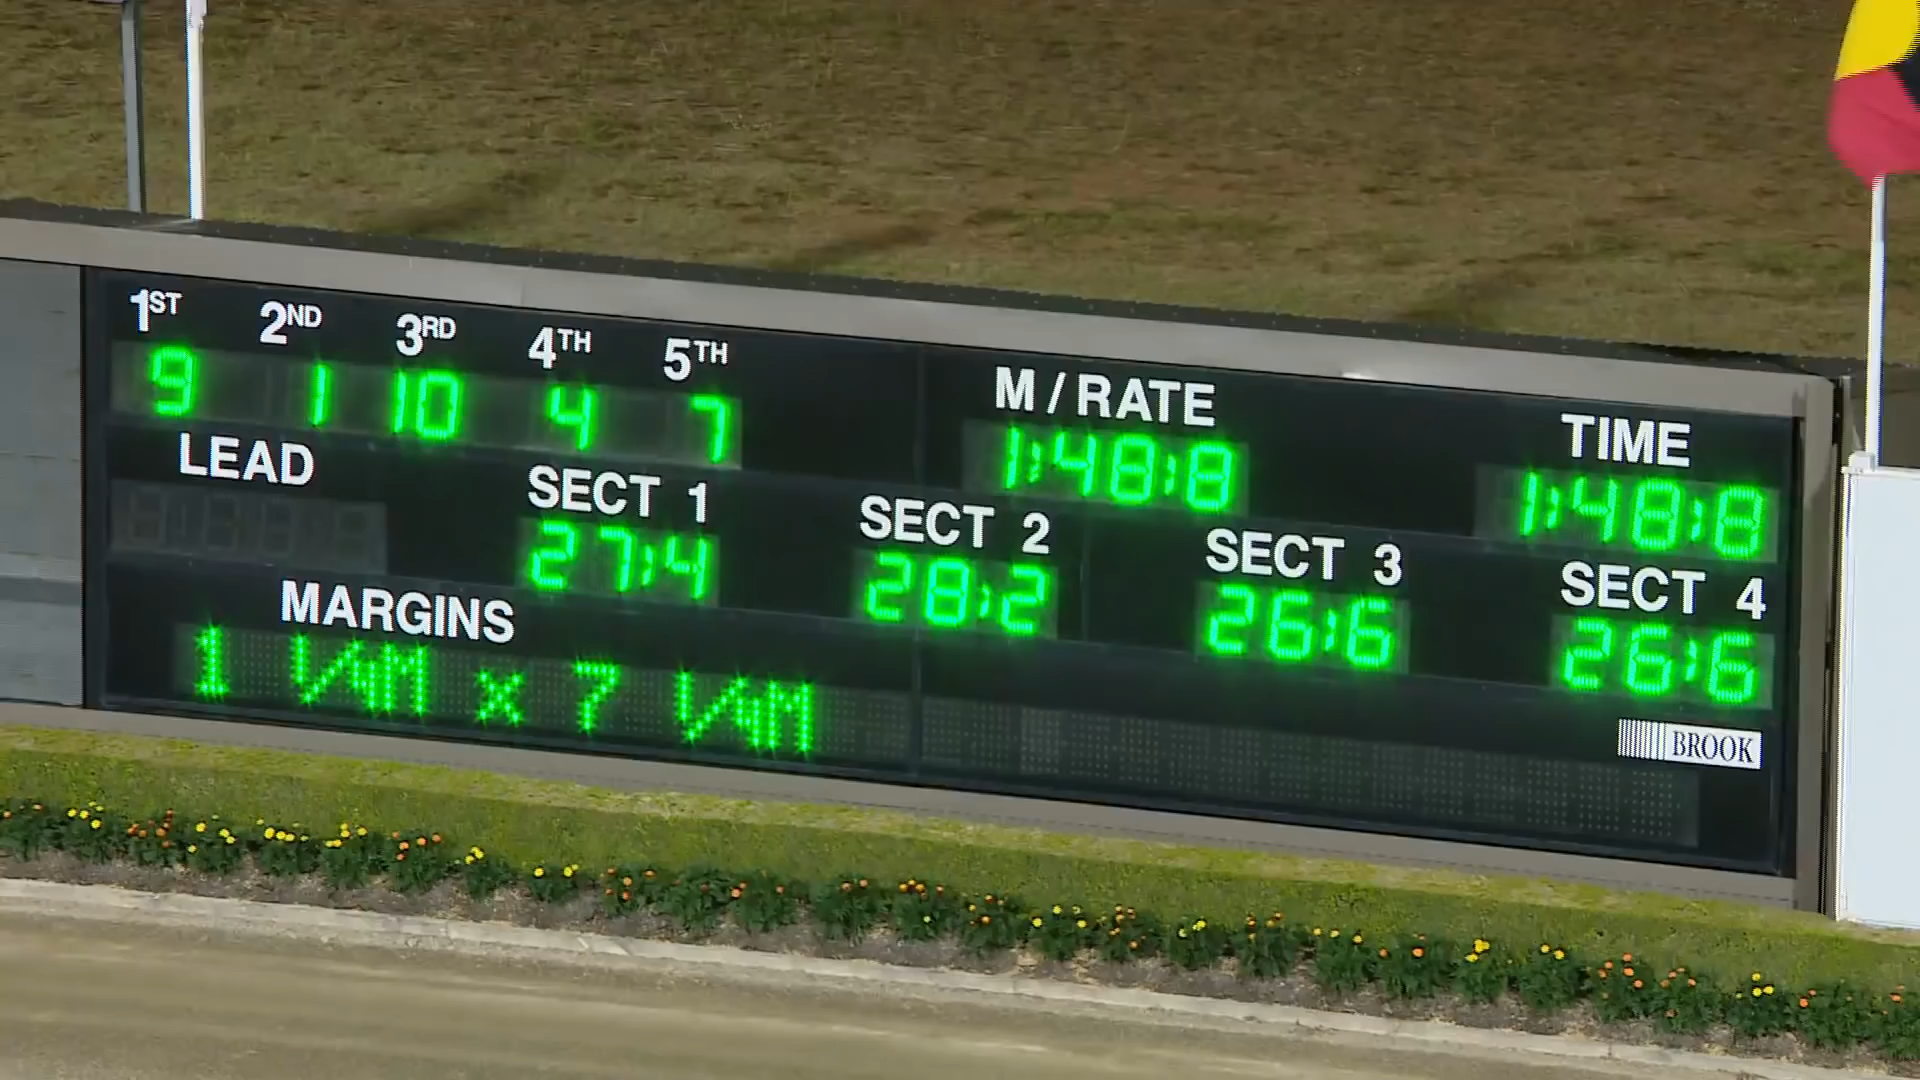 1ST 2ND 3RD 4TH 5TH
9 1 10 4 7
M / RATE
1:48:8
TIME
1:48:8
LEAD
SECT 1
27:4
SECT 2
28:2
SECT 3
26:6
SECT 4
26:6
MARGINS
1 1/4M x 7 1/4M
BROOK